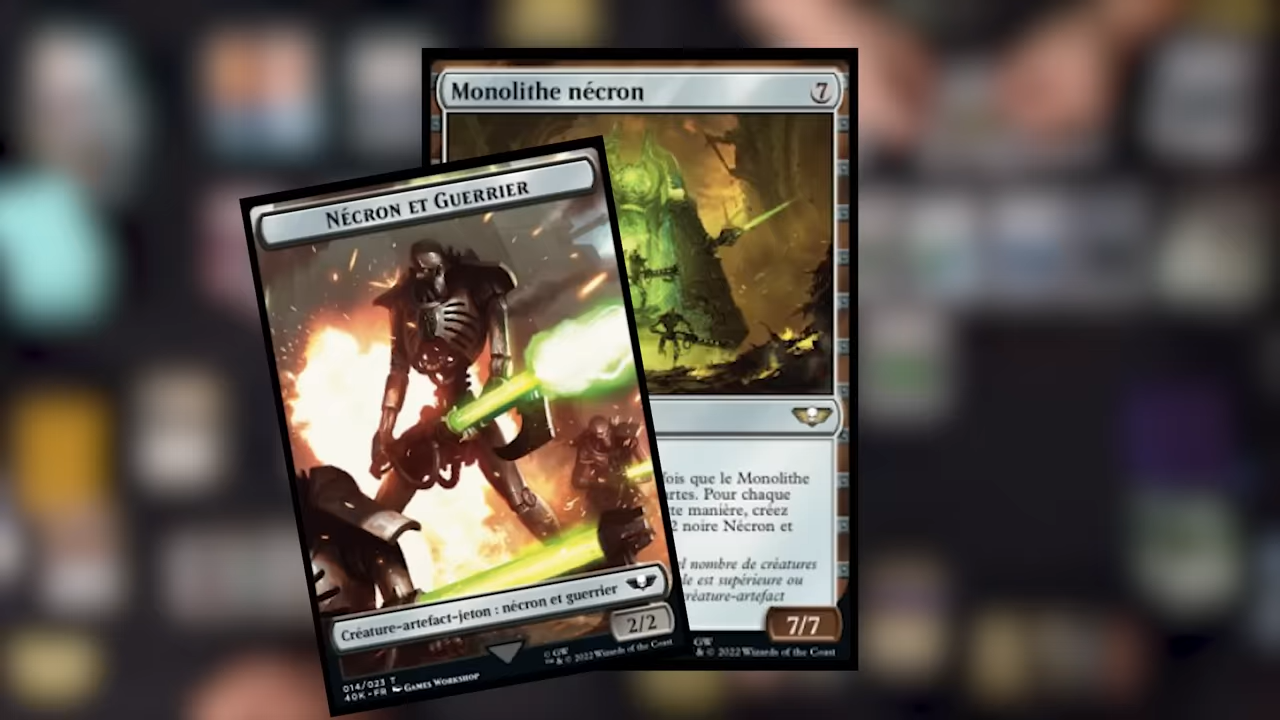 Monolithe nécron
7
Nécron et Guerrier
fois que le Monolithe
artes. Pour chaque
te manière, créez
2 noire Nécron et
el nombre de créatures
le est supérieure ou
créature-artefact
7/7
GW
& © 2022 Wizards of the Coast
Créature-artefact-jeton : nécron et guerrier
2/2
© GW
™ & © 2022 Wizards of the Coast
014/023 T
40K • FR Games Workshop